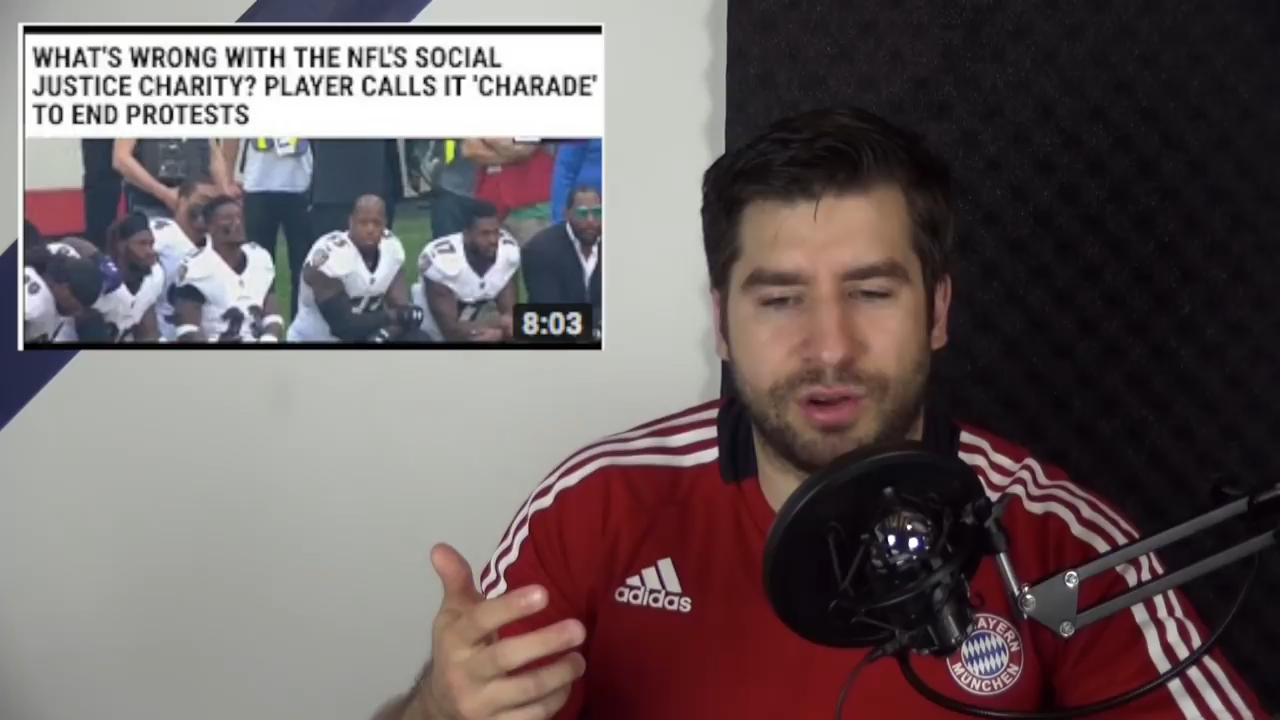 WHAT'S WRONG WITH THE NFL'S SOCIAL
JUSTICE CHARITY? PLAYER CALLS IT 'CHARADE'
TO END PROTESTS
8:03
adidas
BAYERN
MÜNCHEN